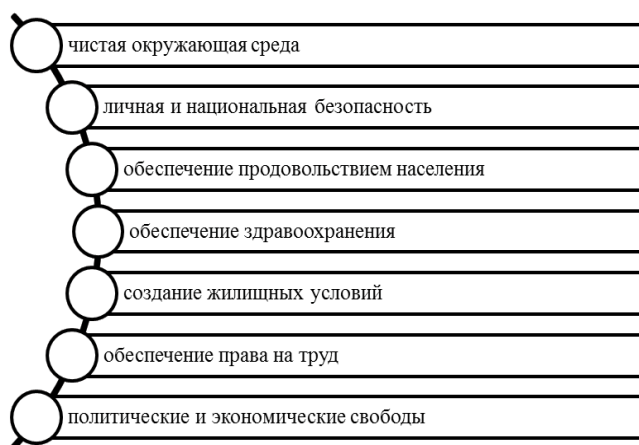 чистая окружающая среда
личная и национальная безопасность
обеспечение продовольствием населения
обеспечение здравоохранения
создание жилищных условий
обеспечение права на труд
политические и экономические свободы